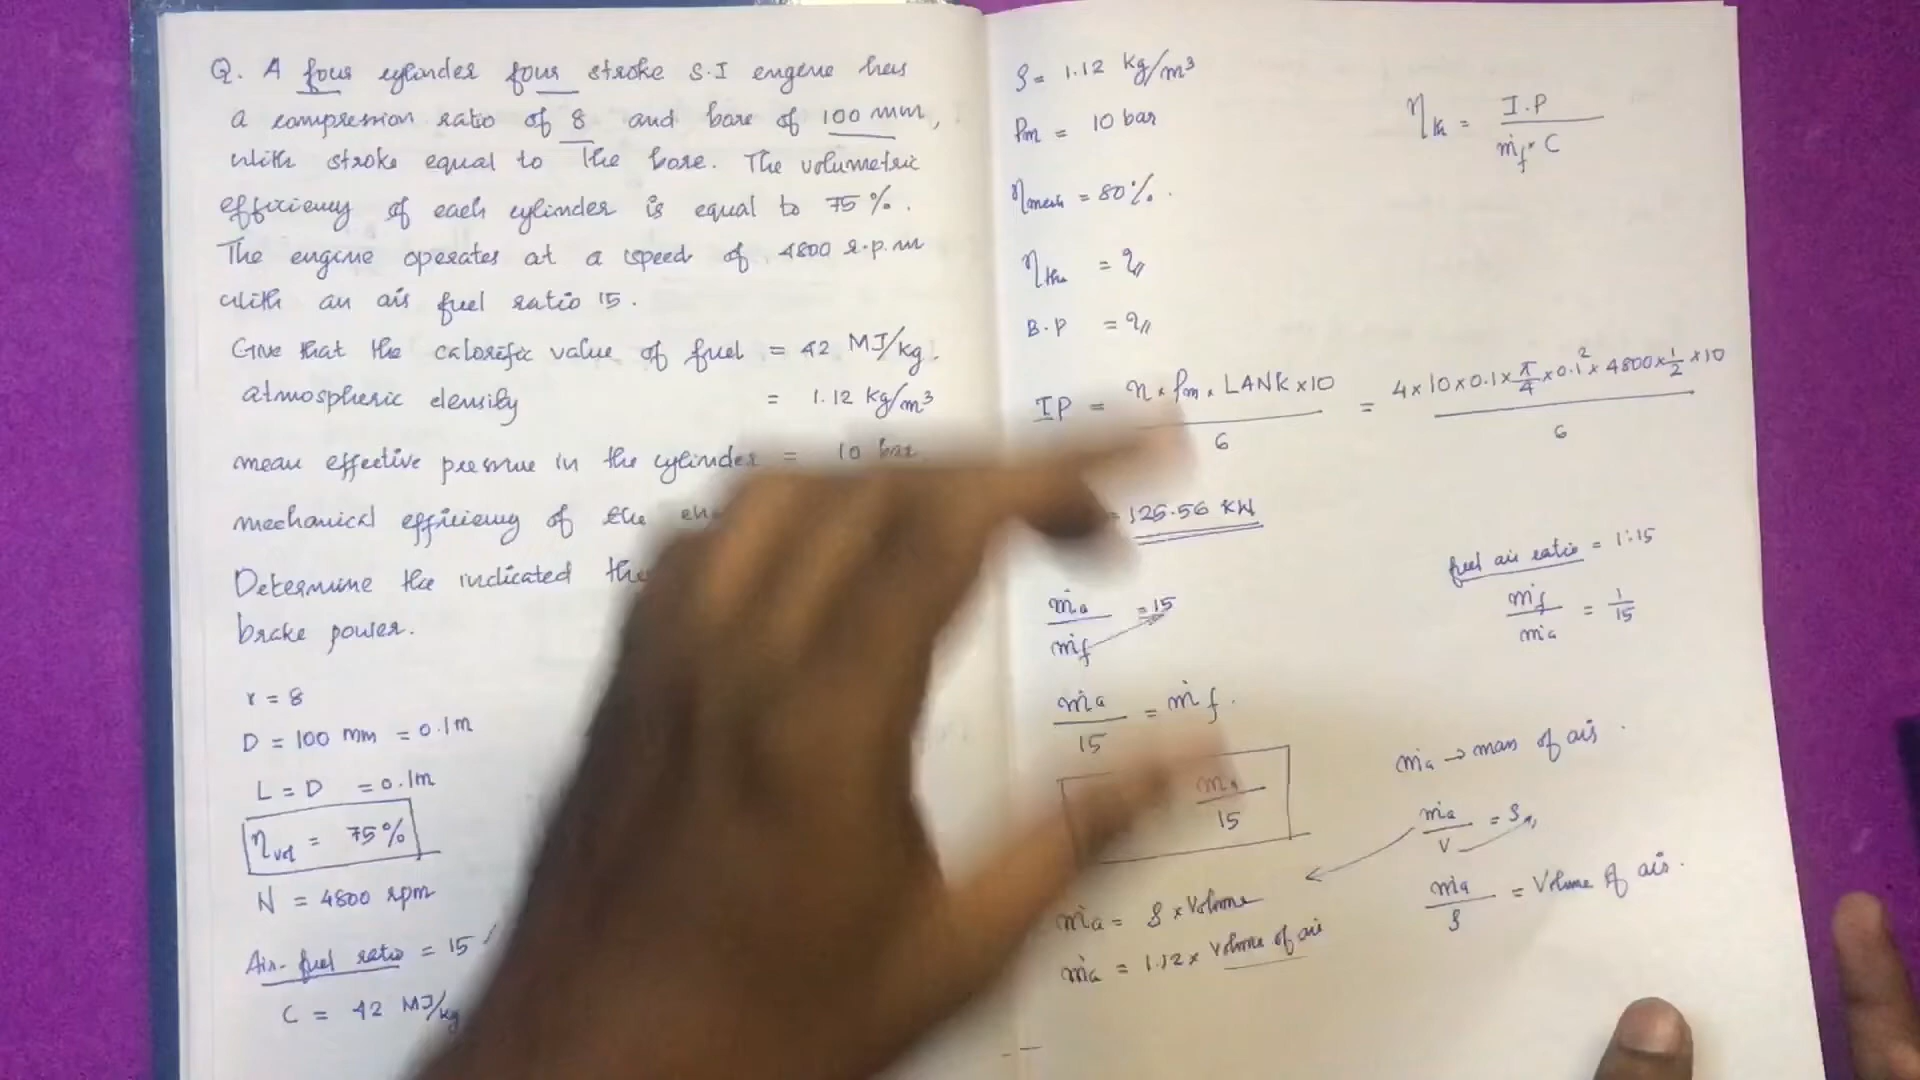 Q. A four cylinder four stroke S.I engine has
a compression ratio of 8 and bore of 100 mm,
with stroke equal to the bore. The volumetric
efficiency of each cylinder is equal to 75 %.
The engine operates at a speed of 4800 r.p.m
with an air fuel ratio 15.
Give that the calorific value of fuel = 42 MJ/kg.
atmospheric density = 1.12 kg/m³
mean effective pressure in the cylinder = 10 bar
mechanical efficiency of the
Determine the indicated
brake power.
r = 8
D = 100 mm = 0.1m
L = D = 0.1m
ηvol = 75%
N = 4800 rpm
Air-fuel ratio = 15
C = 42 MJ/kg
ρ = 1.12 kg/m³
Pm = 10 bar
ηmech = 80%.
ηth = ?
B.P = ?
ηth = I.P / ṁf × C
IP = n × Pm × LANK × 10 / 6 = 4 × 10 × 0.1 × π/4 × 0.1² × 4800 × 1/2 × 10 / 6
= 125.56 KW
ṁa / ṁf = 15
ṁa / 15 = ṁf.
ṁa / 15
ṁa = ρ × Volume
ṁa = 1.12 × Volume of air
fuel air ratio = 1:15
ṁf / ṁa = 1/15
ṁa → mass of air.
ṁa / V = ρ
ṁa / ρ = Volume of air.